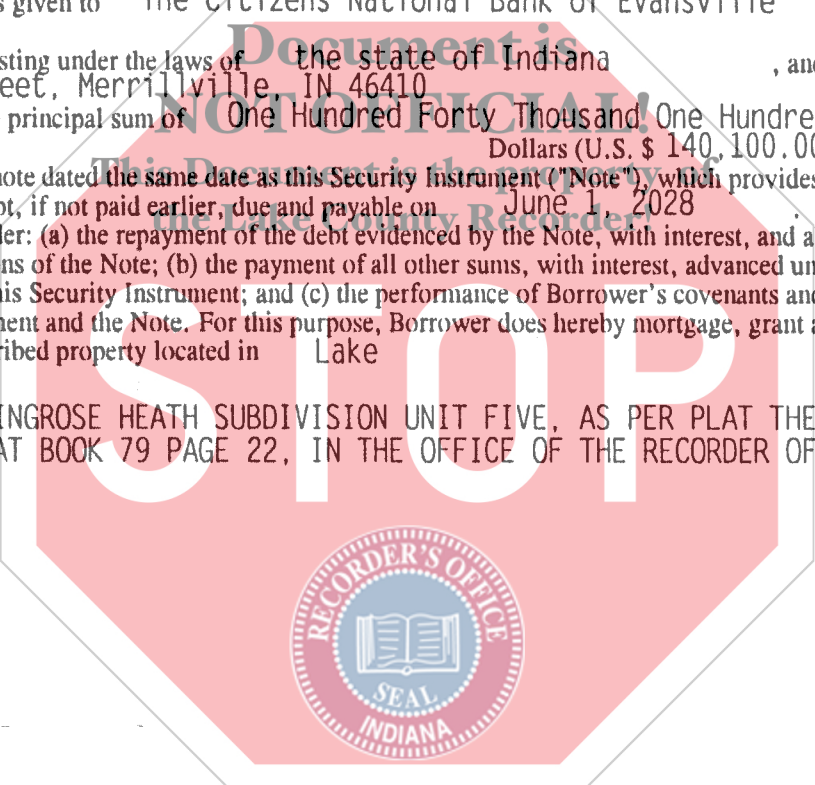 s given to The Citizens National Bank of Evansville
Document is
sting under the laws of the state of Indiana , and
eet, Merrillville, IN 46410
NOT OFFICIAL!
principal sum of One Hundred Forty Thousand One Hundre
Dollars (U.S. $ 140,100.00
This Document is the property of
note dated the same date as this Security Instrument ("Note"), which provides
the Lake County Recorder!
bt, if not paid earlier, due and payable on June 1, 2028 .
der: (a) the repayment of the debt evidenced by the Note, with interest, and a
ns of the Note; (b) the payment of all other sums, with interest, advanced un
his Security Instrument; and (c) the performance of Borrower's covenants and
ment and the Note. For this purpose, Borrower does hereby mortgage, grant a
ribed property located in Lake
STOP
INGROSE HEATH SUBDIVISION UNIT FIVE, AS PER PLAT THE
AT BOOK 79 PAGE 22, IN THE OFFICE OF THE RECORDER OF
RECORDER'S OFFICE
SEAL
INDIANA